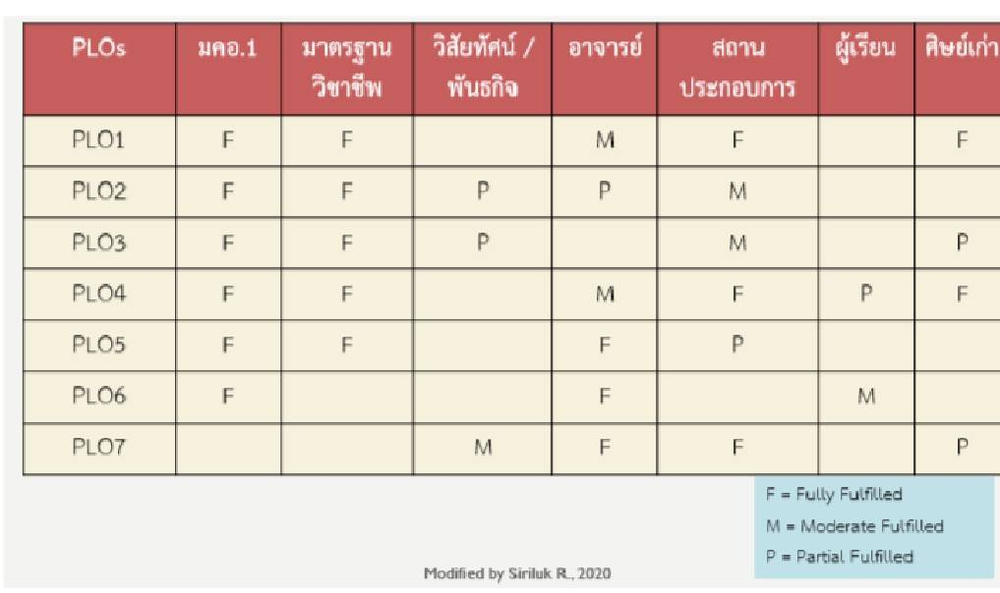 PLOs มคอ.1 มาตรฐานวิชาชีพ วิสัยทัศน์ / พันธกิจ อาจารย์ สถานประกอบการ ผู้เรียน ศิษย์เก่า
PLO1 F F M F F
PLO2 F F P P M
PLO3 F F P M P
PLO4 F F M F P F
PLO5 F F F P
PLO6 F F M
PLO7 M F F P
F = Fully Fulfilled
M = Moderate Fulfilled
P = Partial Fulfilled
Modified by Siriluk R., 2020